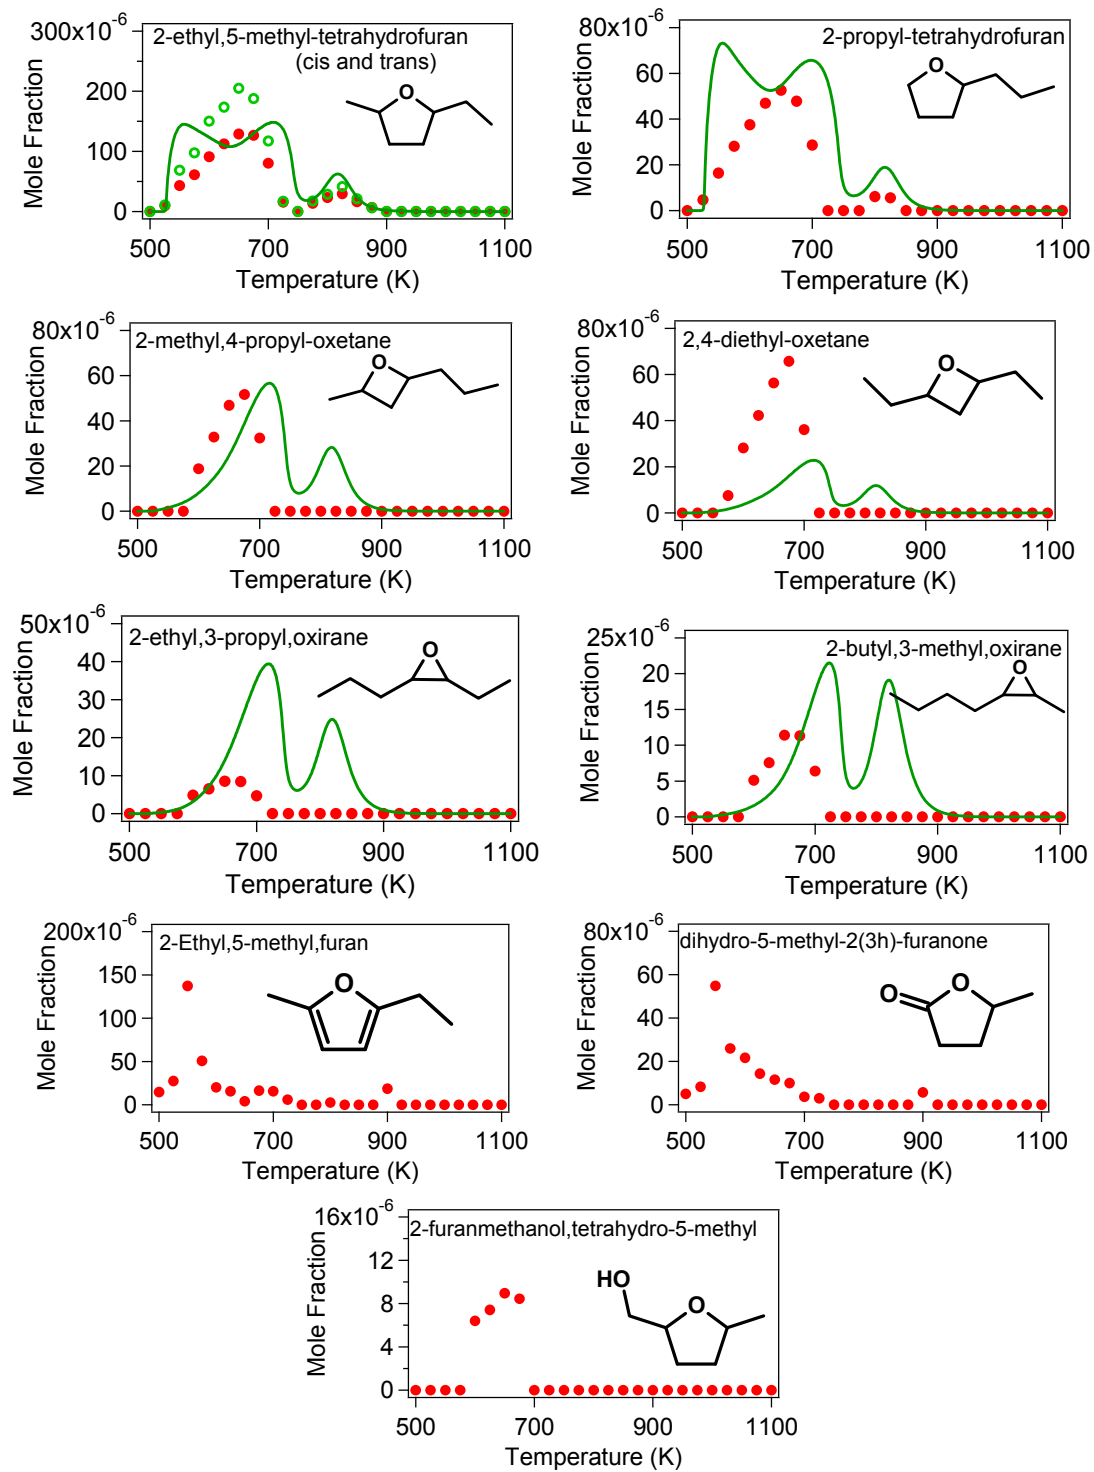 300x10-6
2-ethyl,5-methyl-tetrahydrofuran
(cis and trans)
O
200
100
0
Mole Fraction
500
700
900
1100
Temperature (K)
80x10-6
2-propyl-tetrahydrofuran
O
60
40
20
0
Mole Fraction
500
700
900
1100
Temperature (K)
80x10-6
2-methyl,4-propyl-oxetane
O
60
40
20
0
Mole Fraction
500
700
900
1100
Temperature (K)
80x10-6
2,4-diethyl-oxetane
O
60
40
20
0
Mole Fraction
500
700
900
1100
Temperature (K)
50x10-6
2-ethyl,3-propyl,oxirane
O
40
30
20
10
0
Mole Fraction
500
700
900
1100
Temperature (K)
25x10-6
2-butyl,3-methyl,oxirane
O
20
15
10
5
0
Mole Fraction
500
700
900
1100
Temperature (K)
200x10-6
2-Ethyl,5-methyl,furan
O
150
100
50
0
Mole Fraction
500
700
900
1100
Temperature (K)
80x10-6
dihydro-5-methyl-2(3h)-furanone
O
O
60
40
20
0
Mole Fraction
500
700
900
1100
Temperature (K)
16x10-6
2-furanmethanol,tetrahydro-5-methyl
HO
O
12
8
4
0
Mole Fraction
500
700
900
1100
Temperature (K)